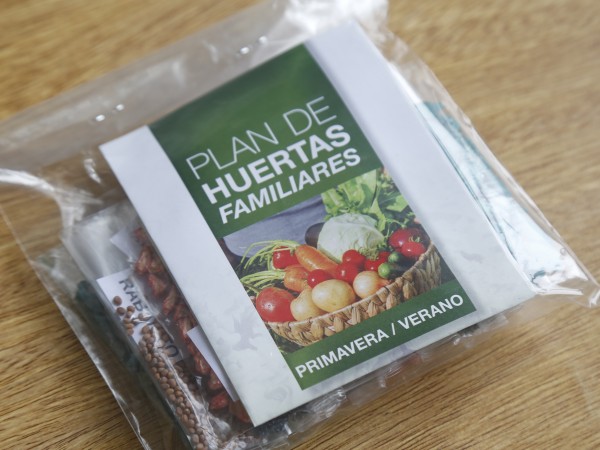 PLAN DE
HUERTAS
FAMILIARES
PRIMAVERA / VERANO